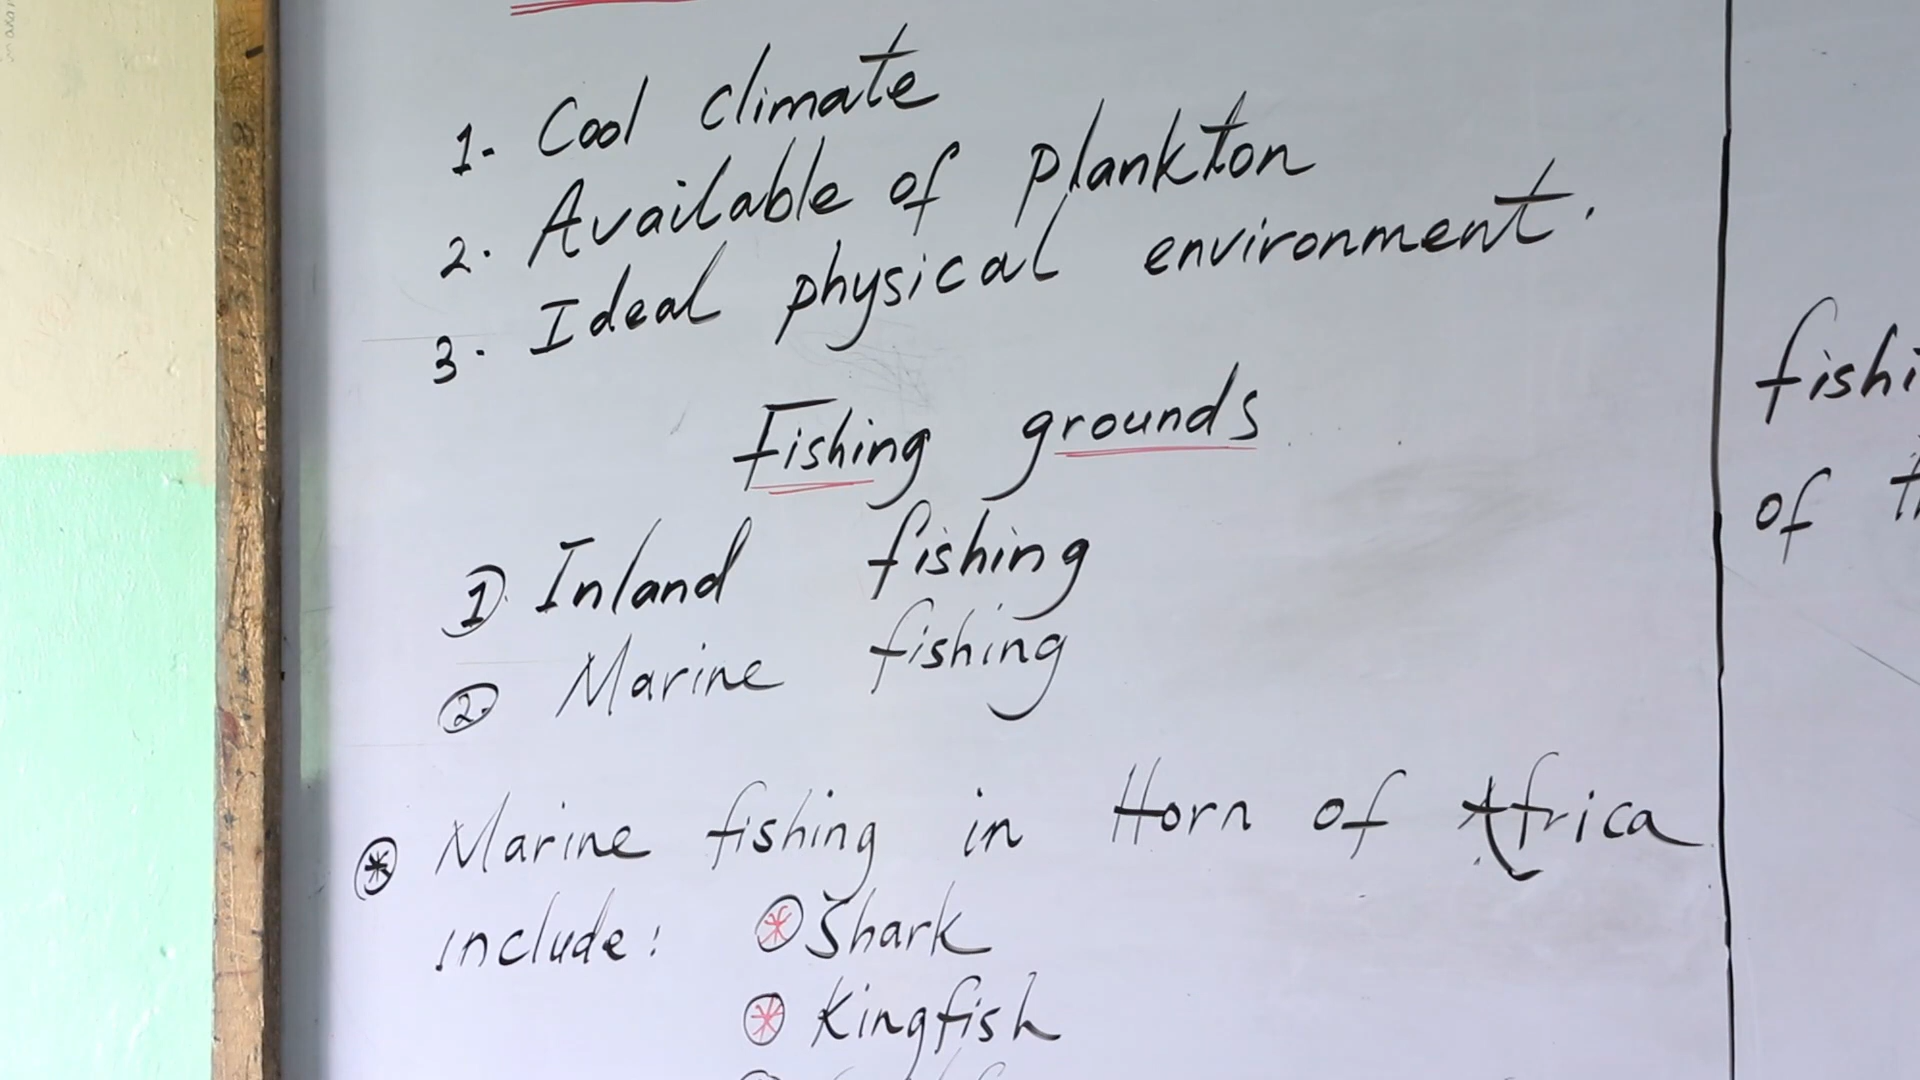 1. Cool climate
2. Available of plankton
3. Ideal physical environment.
Fishing grounds
1. Inland fishing
2. Marine fishing
* Marine fishing in Horn of Africa
include: * Shark
* Kingfish
fishi
of